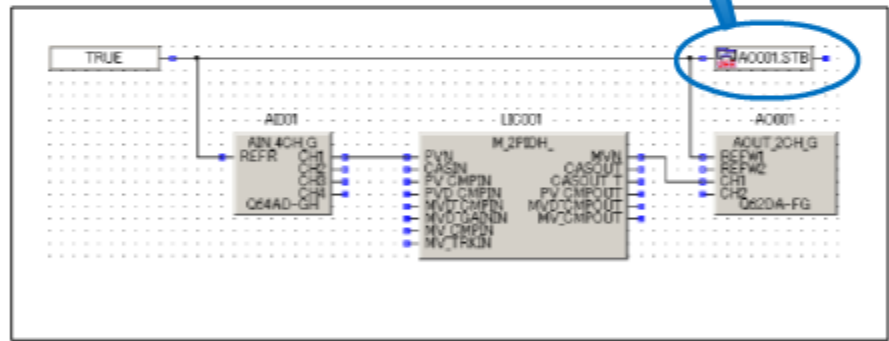 TRUE
AO001.STB
AI001
LIC001
AO001
AIN_4CH_G
REFR CH1
CH2
CH3
CH4
Q64AD-GH
M_2PIDH_
PVN MVN
CASIN CASOUT
PV_CMPIN CASOUT_T
PVD_CMPIN PV_CMPOUT
MVD_CMPIN MVD_CMPOUT
MVD_GAININ MV_CMPOUT
MV_CMPIN
MV_TRKIN
AOUT_2CH_G
REFW1
REFW2
CH1
CH2
Q62DA-FG